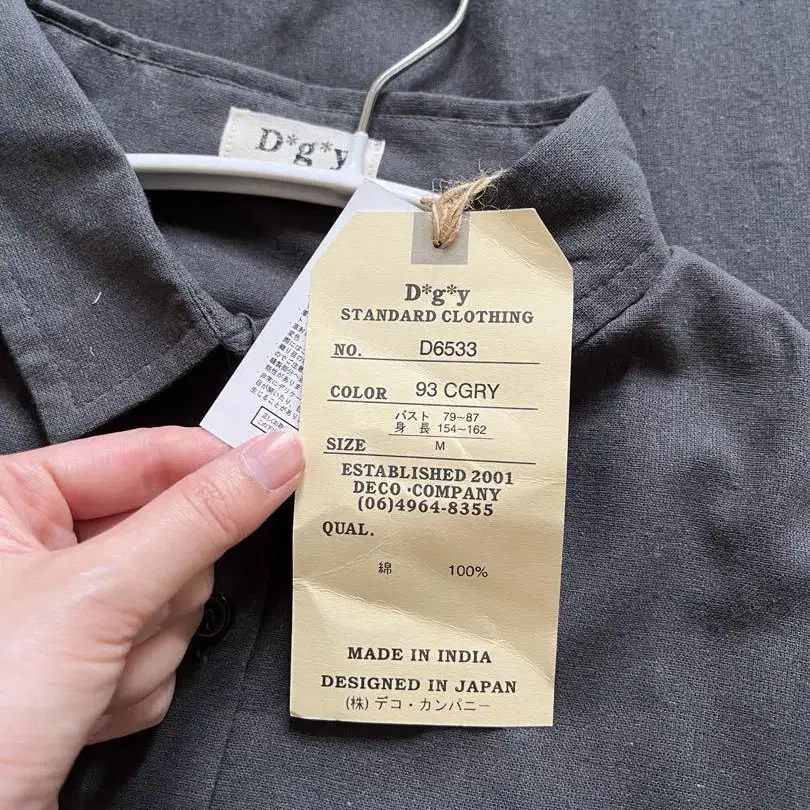 D*g*y
D*g*y
STANDARD CLOTHING
NO. D6533
COLOR 93 CGRY
バスト 79~87
身長 154~162
SIZE M
ESTABLISHED 2001
DECO・COMPANY
(06)4964-8355
QUAL.
綿 100%
MADE IN INDIA
DESIGNED IN JAPAN
(株)デコ・カンパニー